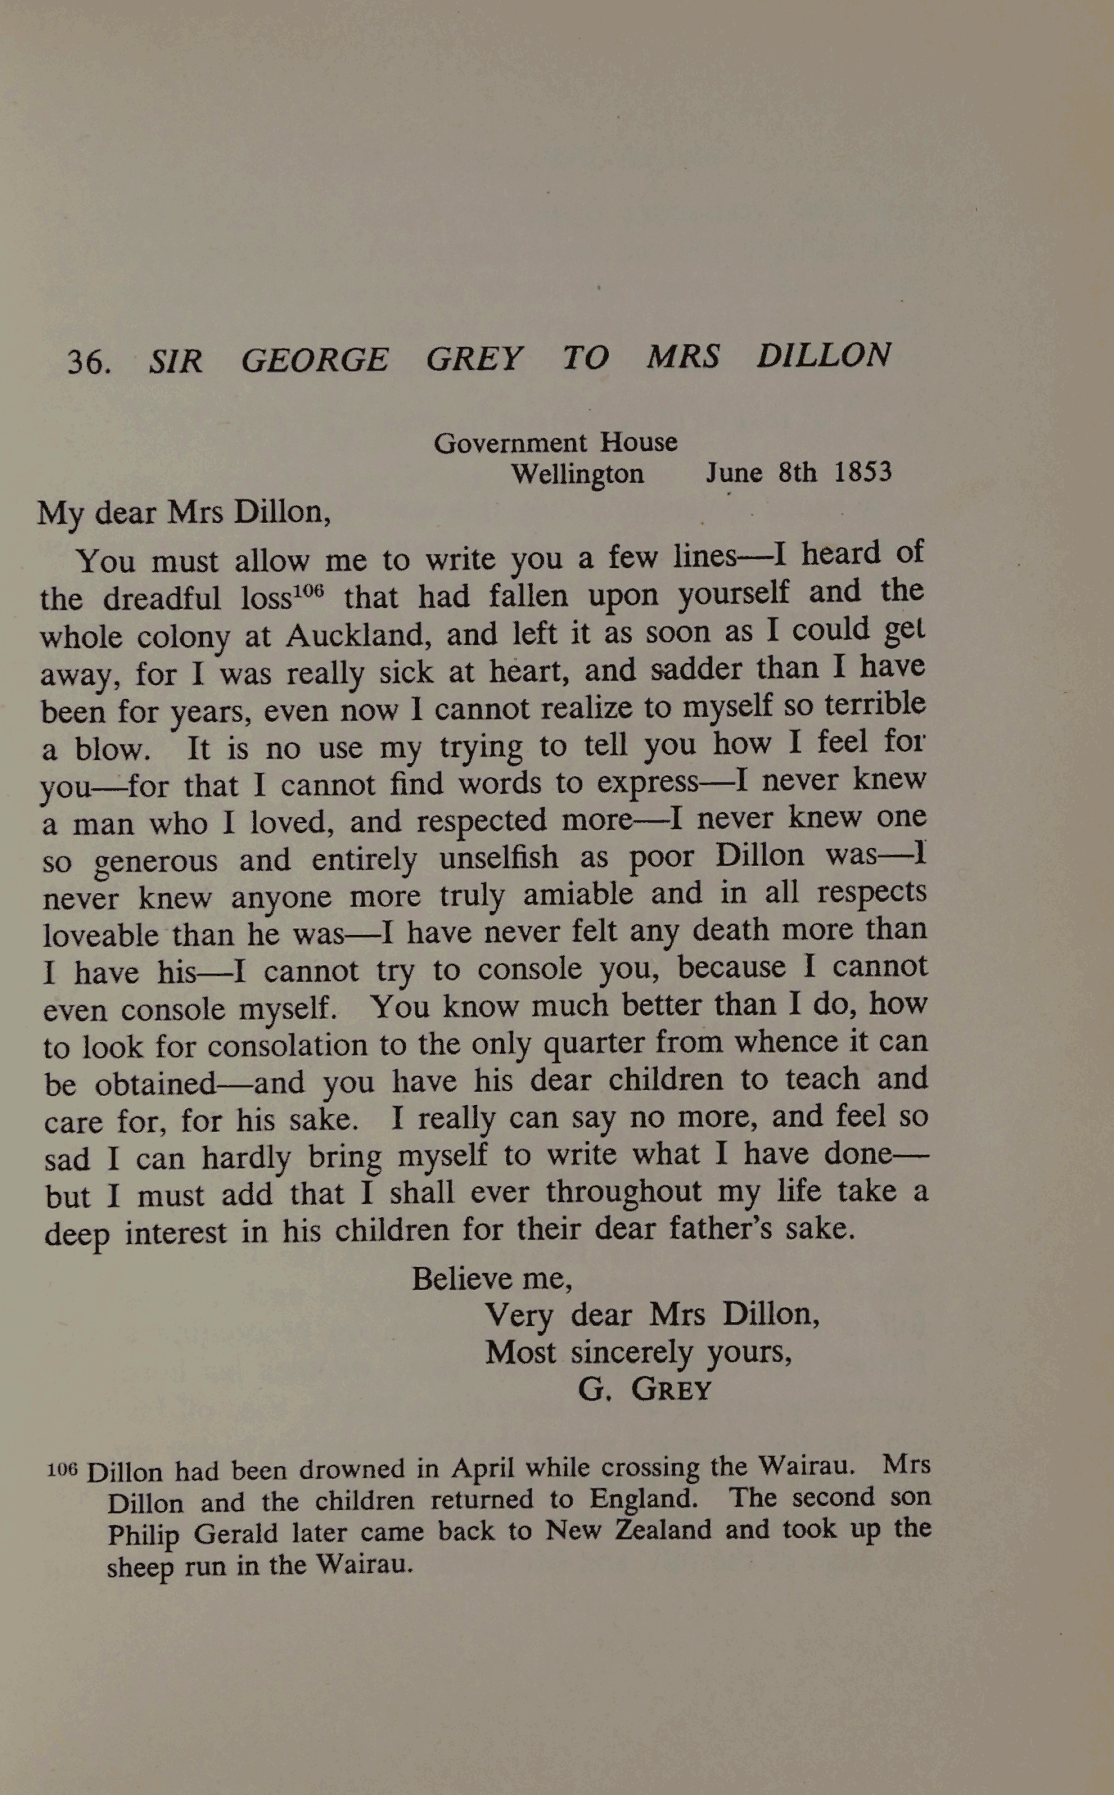 36. SIR GEORGE GREY TO MRS DILLON
Government House
Wellington June 8th 1853
My dear Mrs Dillon,
You must allow me to write you a few lines—I heard of
the dreadful loss¹⁰⁶ that had fallen upon yourself and the
whole colony at Auckland, and left it as soon as I could get
away, for I was really sick at heart, and sadder than I have
been for years, even now I cannot realize to myself so terrible
a blow. It is no use my trying to tell you how I feel for
you—for that I cannot find words to express—I never knew
a man who I loved, and respected more—I never knew one
so generous and entirely unselfish as poor Dillon was—I
never knew anyone more truly amiable and in all respects
loveable than he was—I have never felt any death more than
I have his—I cannot try to console you, because I cannot
even console myself. You know much better than I do, how
to look for consolation to the only quarter from whence it can
be obtained—and you have his dear children to teach and
care for, for his sake. I really can say no more, and feel so
sad I can hardly bring myself to write what I have done—
but I must add that I shall ever throughout my life take a
deep interest in his children for their dear father's sake.
Believe me,
Very dear Mrs Dillon,
Most sincerely yours,
G. GREY
¹⁰⁶ Dillon had been drowned in April while crossing the Wairau. Mrs
Dillon and the children returned to England. The second son
Philip Gerald later came back to New Zealand and took up the
sheep run in the Wairau.